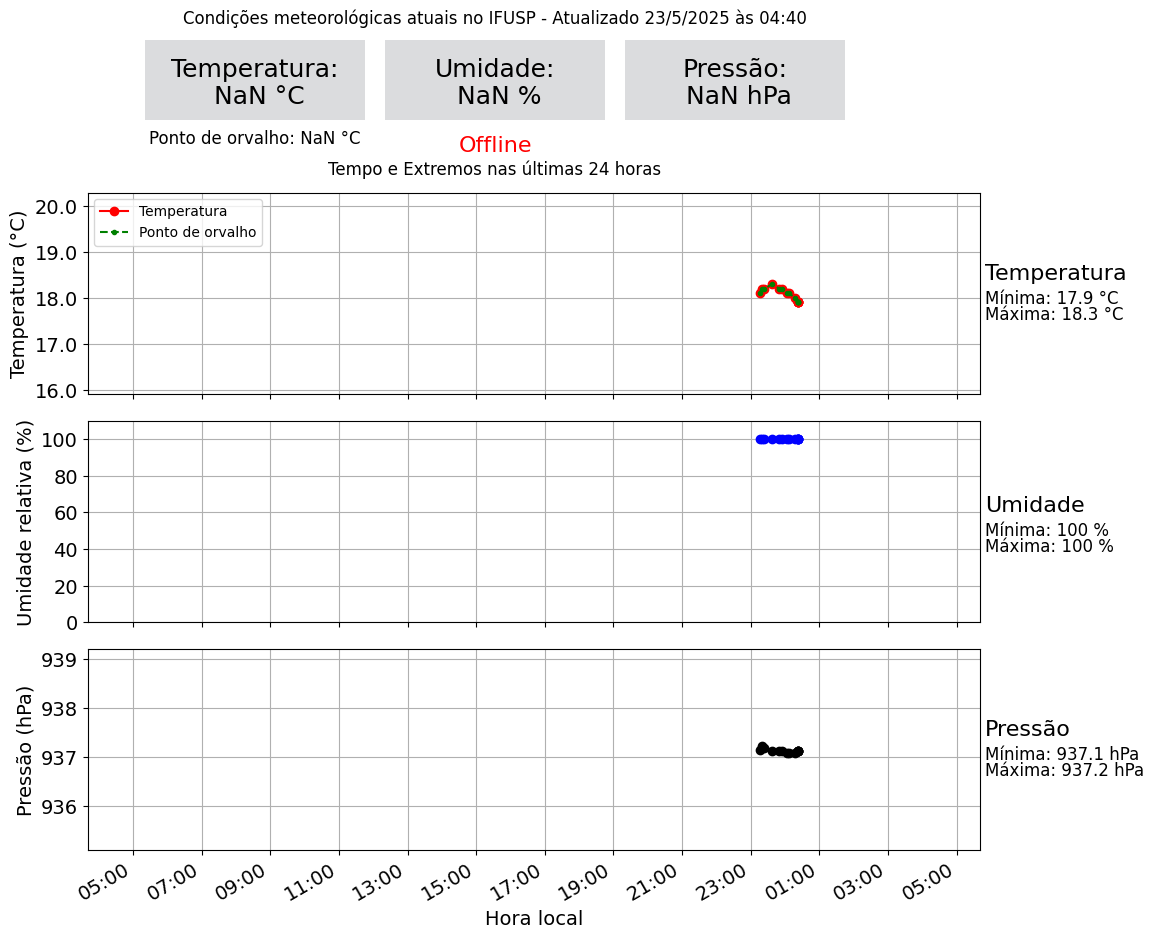 Condições meteorológicas atuais no IFUSP - Atualizado 23/5/2025 às 04:40
Temperatura:
NaN °C
Umidade:
NaN %
Pressão:
NaN hPa
Ponto de orvalho: NaN °C
Offline
Tempo e Extremos nas últimas 24 horas
Temperatura (°C)
20.0
19.0
18.0
17.0
16.0
Temperatura
Ponto de orvalho
Temperatura
Mínima: 17.9 °C
Máxima: 18.3 °C
Umidade relativa (%)
100
80
60
40
20
0
Umidade
Mínima: 100 %
Máxima: 100 %
Pressão (hPa)
939
938
937
936
Pressão
Mínima: 937.1 hPa
Máxima: 937.2 hPa
05:00 07:00 09:00 11:00 13:00 15:00 17:00 19:00 21:00 23:00 01:00 03:00 05:00
Hora local